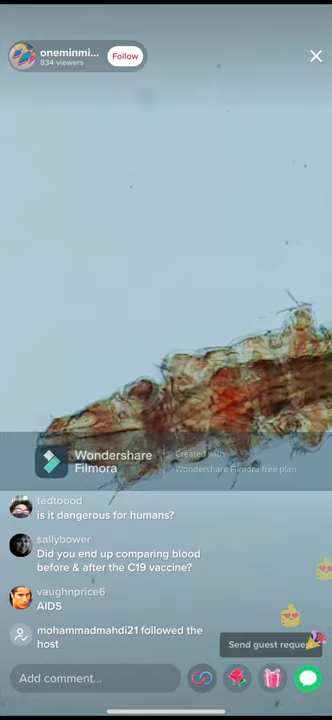 oneminmi...
834 viewers
Follow
Wondershare
Filmora
Created with
Wondershare Filmora free plan
tedtoood
is it dangerous for humans?
sallybower
Did you end up comparing blood
before & after the C19 vaccine?
vaughnprice6
AIDS
mohammadmahdi21 followed the
host
Send guest reque
Add comment...